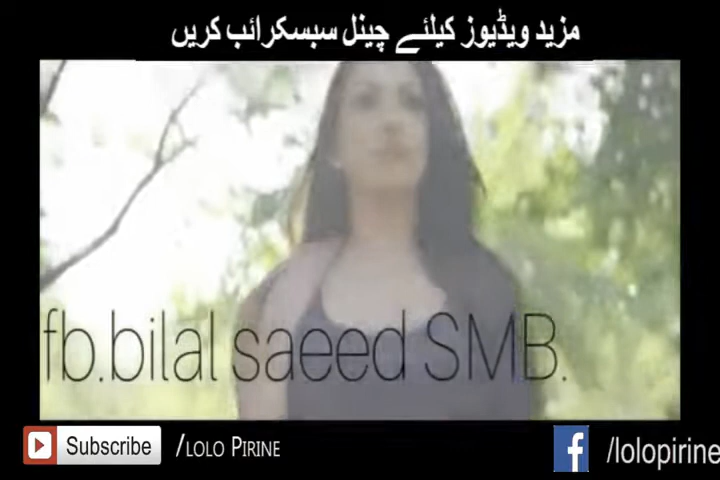 مزید ویڈیوز کیلئے چینل سبسکرائب کریں
fb.bilal saeed SMB.
Subscribe /LOLO PIRINE
f /lolopirine